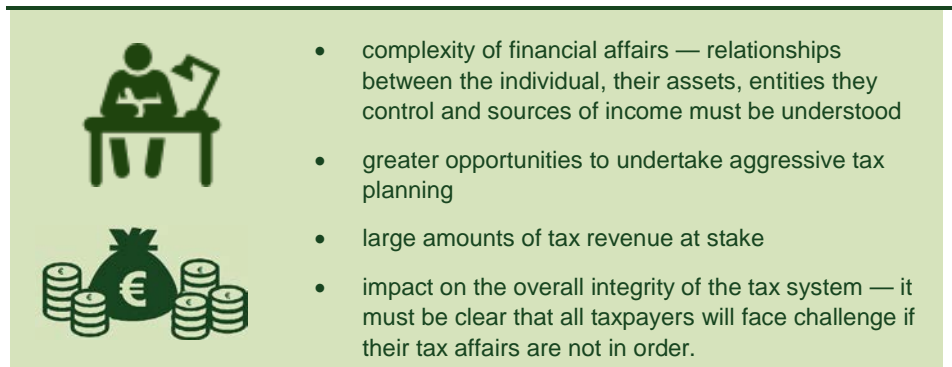 • complexity of financial affairs — relationships
between the individual, their assets, entities they
control and sources of income must be understood
• greater opportunities to undertake aggressive tax
planning
• large amounts of tax revenue at stake
€
€
€
€
€
€
• impact on the overall integrity of the tax system — it
must be clear that all taxpayers will face challenge if
their tax affairs are not in order.